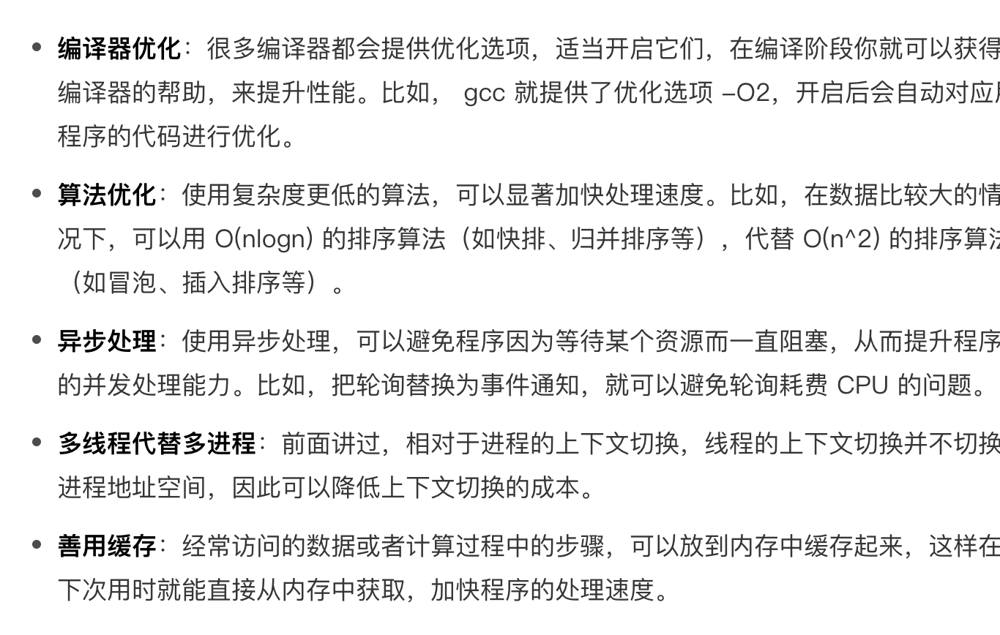 • 编译器优化：很多编译器都会提供优化选项，适当开启它们，在编译阶段你就可以获得
编译器的帮助，来提升性能。比如， gcc 就提供了优化选项 -O2，开启后会自动对应用
程序的代码进行优化。
• 算法优化：使用复杂度更低的算法，可以显著加快处理速度。比如，在数据比较大的情
况下，可以用 O(nlogn) 的排序算法（如快排、归并排序等），代替 O(n^2) 的排序算法
（如冒泡、插入排序等）。
• 异步处理：使用异步处理，可以避免程序因为等待某个资源而一直阻塞，从而提升程序
的并发处理能力。比如，把轮询替换为事件通知，就可以避免轮询耗费 CPU 的问题。
• 多线程代替多进程：前面讲过，相对于进程的上下文切换，线程的上下文切换并不切换
进程地址空间，因此可以降低上下文切换的成本。
• 善用缓存：经常访问的数据或者计算过程中的步骤，可以放到内存中缓存起来，这样在
下次用时就能直接从内存中获取，加快程序的处理速度。